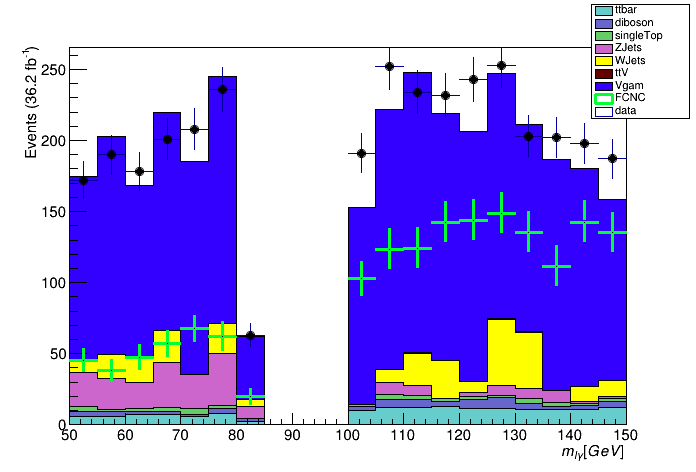 ttbar
diboson
singleTop
ZJets
WJets
ttV
Vgam
FCNC
data
Events (36.2 fb⁻¹)
250
200
150
100
50
0
50 60 70 80 90 100 110 120 130 140 150
m_lγ[GeV]